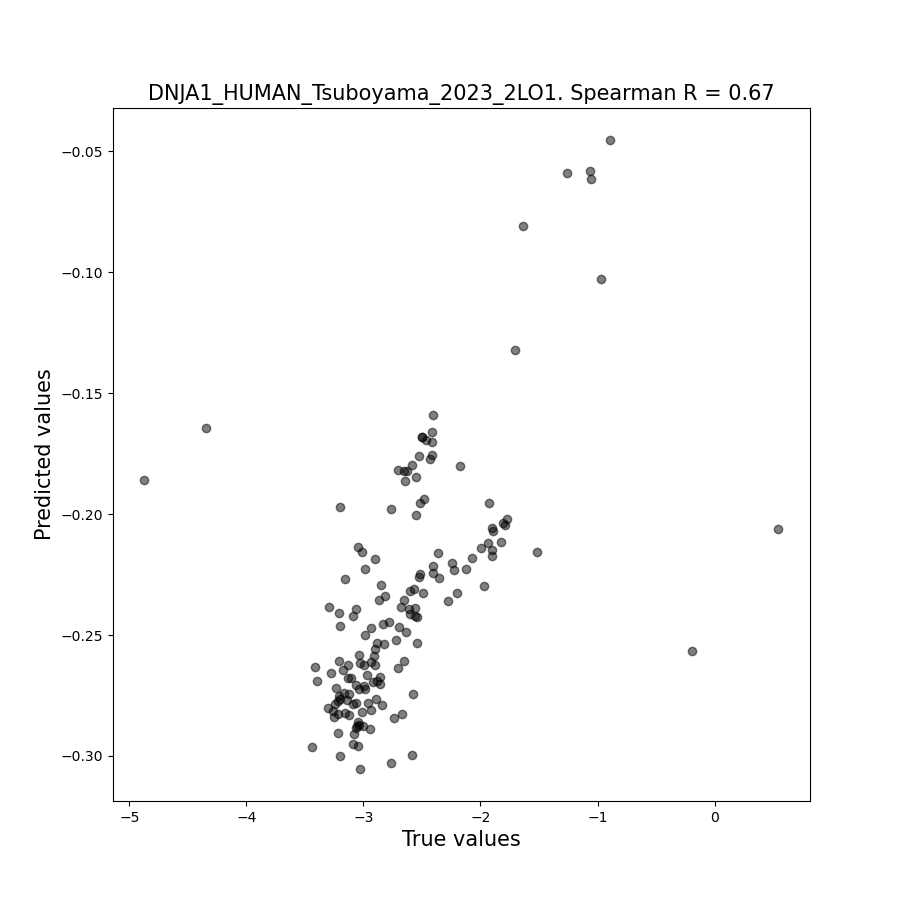 DNJA1_HUMAN_Tsuboyama_2023_2LO1. Spearman R = 0.67
−0.05
−0.10
−0.15
−0.20
−0.25
−0.30
Predicted values
−5 −4 −3 −2 −1 0
True values